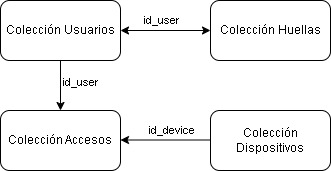 Colección Usuarios
id_user
Colección Huellas
id_user
Colección Accesos
id_device
Colección
Dispositivos